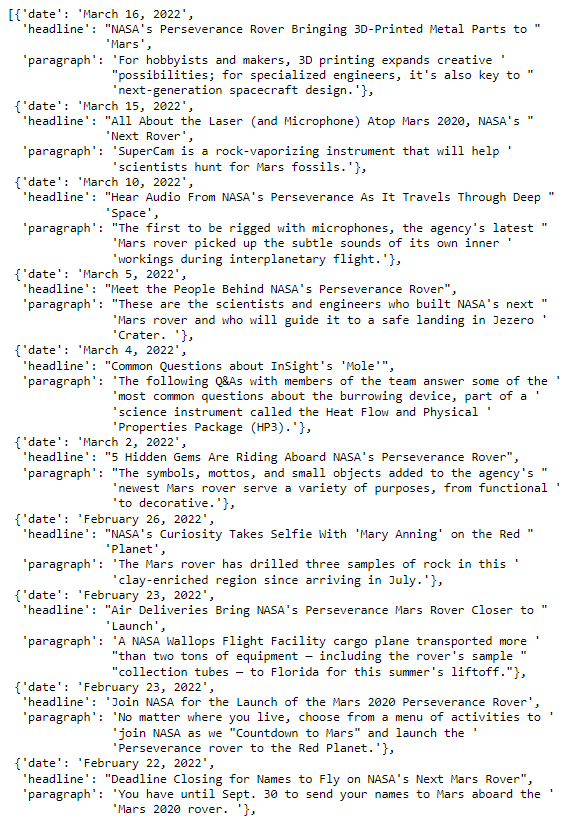 [{'date': 'March 16, 2022',
'headline': "NASA's Perseverance Rover Bringing 3D-Printed Metal Parts to "
'Mars',
'paragraph': 'For hobbyists and makers, 3D printing expands creative '
"possibilities; for specialized engineers, it's also key to "
'next-generation spacecraft design.'},
{'date': 'March 15, 2022',
'headline': "All About the Laser (and Microphone) Atop Mars 2020, NASA's "
'Next Rover',
'paragraph': 'SuperCam is a rock-vaporizing instrument that will help '
'scientists hunt for Mars fossils.'},
{'date': 'March 10, 2022',
'headline': "Hear Audio From NASA's Perseverance As It Travels Through Deep "
'Space',
'paragraph': "The first to be rigged with microphones, the agency's latest "
'Mars rover picked up the subtle sounds of its own inner '
'workings during interplanetary flight.'},
{'date': 'March 5, 2022',
'headline': "Meet the People Behind NASA's Perseverance Rover",
'paragraph': "These are the scientists and engineers who built NASA's next "
'Mars rover and who will guide it to a safe landing in Jezero '
'Crater. '},
{'date': 'March 4, 2022',
'headline': "Common Questions about InSight's 'Mole'",
'paragraph': 'The following Q&As with members of the team answer some of the '
'most common questions about the burrowing device, part of a '
'science instrument called the Heat Flow and Physical '
'Properties Package (HP3).'},
{'date': 'March 2, 2022',
'headline': "5 Hidden Gems Are Riding Aboard NASA's Perseverance Rover",
'paragraph': "The symbols, mottos, and small objects added to the agency's "
'newest Mars rover serve a variety of purposes, from functional '
'to decorative.'},
{'date': 'February 26, 2022',
'headline': "NASA's Curiosity Takes Selfie With 'Mary Anning' on the Red "
'Planet',
'paragraph': 'The Mars rover has drilled three samples of rock in this '
'clay-enriched region since arriving in July.'},
{'date': 'February 23, 2022',
'headline': "Air Deliveries Bring NASA's Perseverance Mars Rover Closer to "
'Launch',
'paragraph': 'A NASA Wallops Flight Facility cargo plane transported more '
"than two tons of equipment — including the rover's sample "
"collection tubes — to Florida for this summer's liftoff."},
{'date': 'February 23, 2022',
'headline': 'Join NASA for the Launch of the Mars 2020 Perseverance Rover',
'paragraph': 'No matter where you live, choose from a menu of activities to '
'join NASA as we "Countdown to Mars" and launch the '
'Perseverance rover to the Red Planet.'},
{'date': 'February 22, 2022',
'headline': "Deadline Closing for Names to Fly on NASA's Next Mars Rover",
'paragraph': 'You have until Sept. 30 to send your names to Mars aboard the '
'Mars 2020 rover. '},